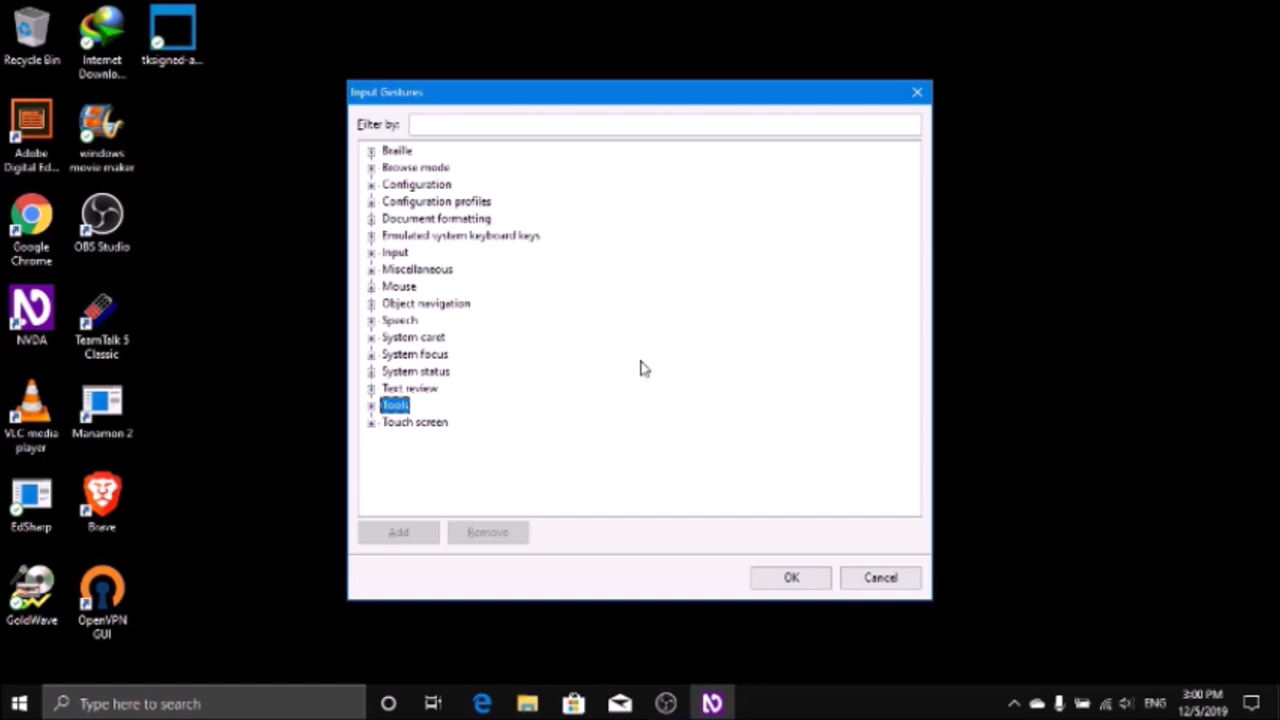 Recycle Bin
Internet
Downlo...
tksigned-a...
Adobe
Digital Ed...
windows
movie maker
Google
Chrome
OBS Studio
NVDA
TeamTalk 5
Classic
VLC media
player
Manamon 2
EdSharp
Brave
GoldWave
OpenVPN
GUI
Input Gestures
Filter by:
Braille
Browse mode
Configuration
Configuration profiles
Document formatting
Emulated system keyboard keys
Input
Miscellaneous
Mouse
Object navigation
Speech
System caret
System focus
System status
Text review
Tools
Touch screen
Add
Remove
OK
Cancel
Type here to search
ENG
3:00 PM
12/5/2019